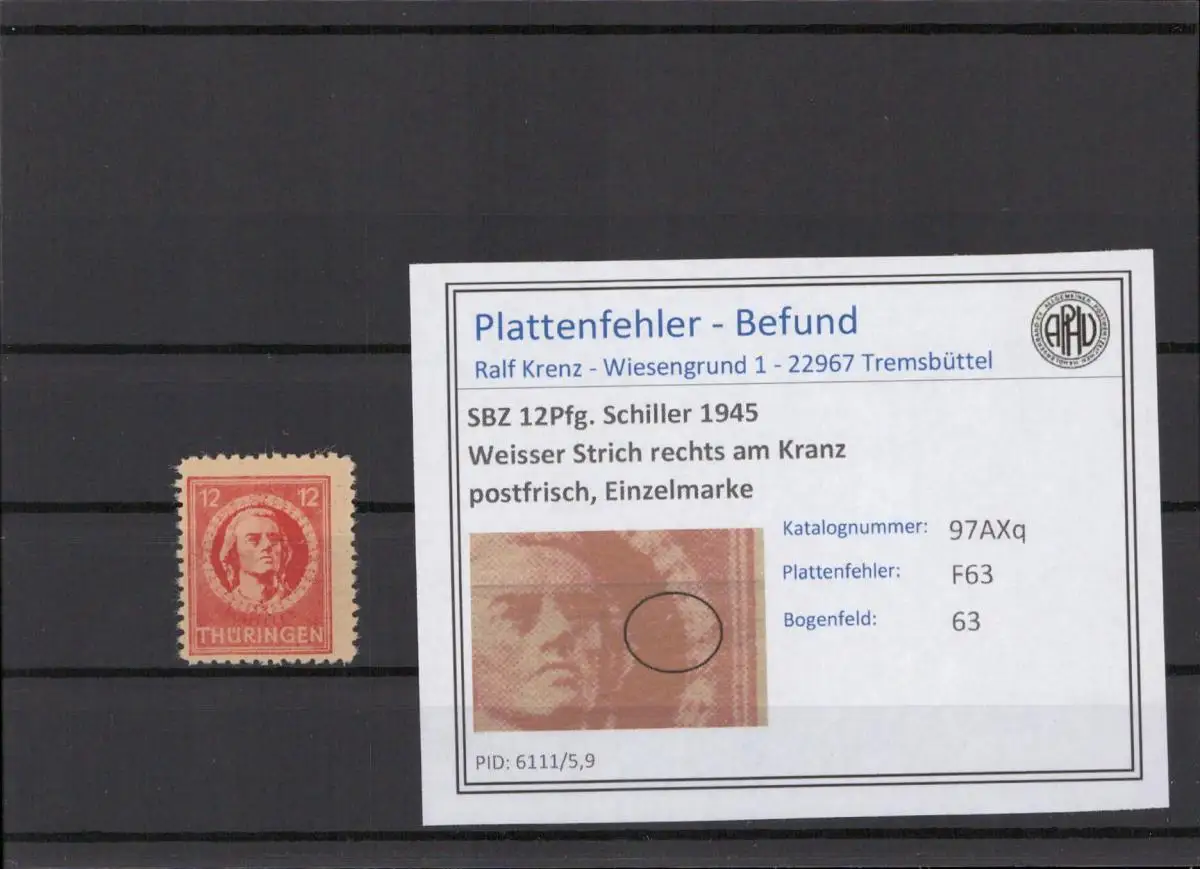 12 12
THÜRINGEN
Plattenfehler - Befund
Ralf Krenz - Wiesengrund 1 - 22967 Tremsbüttel
APHV
SBZ 12Pfg. Schiller 1945
Weisser Strich rechts am Kranz
postfrisch, Einzelmarke
Katalognummer: 97AXq
Plattenfehler: F63
Bogenfeld: 63
PID: 6111/5,9